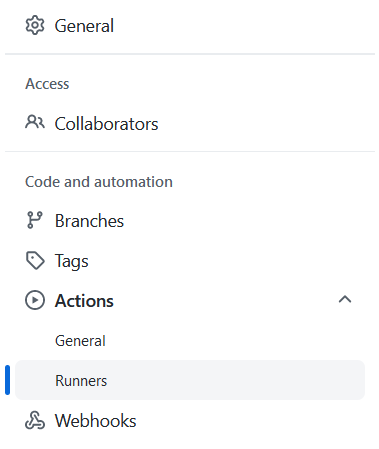 General
Access
Collaborators
Code and automation
Branches
Tags
Actions
General
Runners
Webhooks